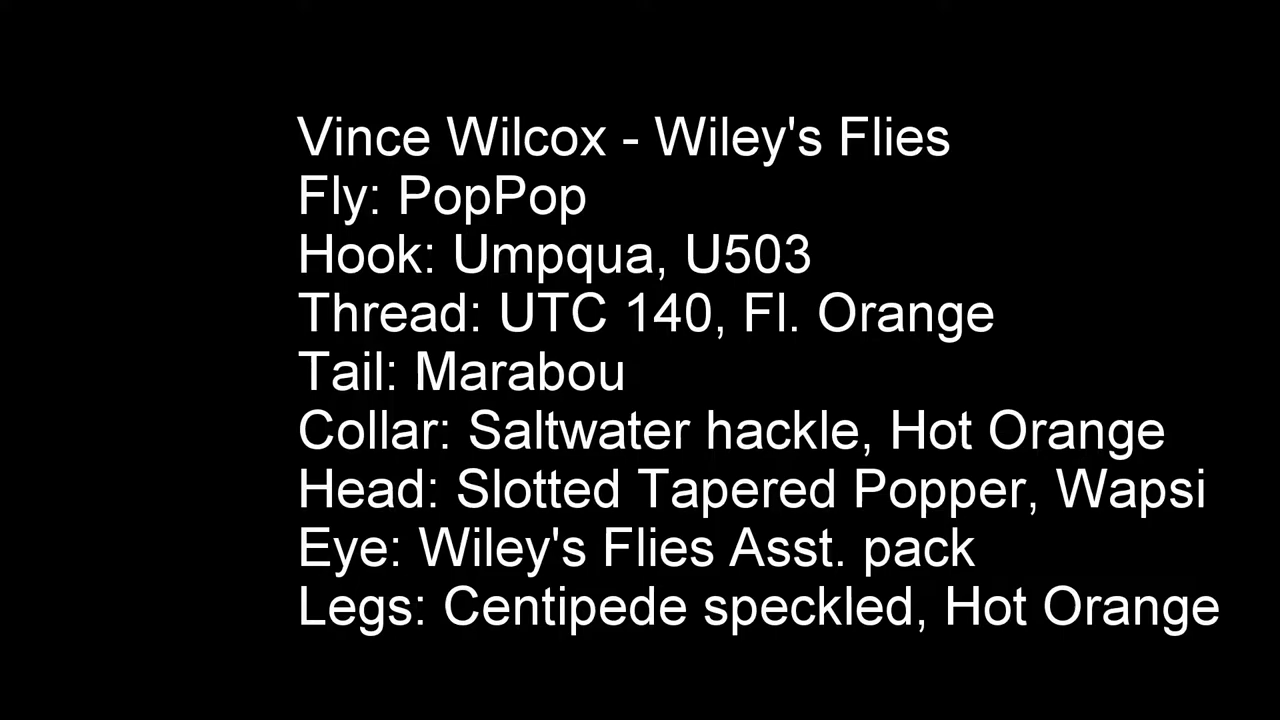 Vince Wilcox - Wiley's Flies
Fly: PopPop
Hook: Umpqua, U503
Thread: UTC 140, Fl. Orange
Tail: Marabou
Collar: Saltwater hackle, Hot Orange
Head: Slotted Tapered Popper, Wapsi
Eye: Wiley's Flies Asst. pack
Legs: Centipede speckled, Hot Orange